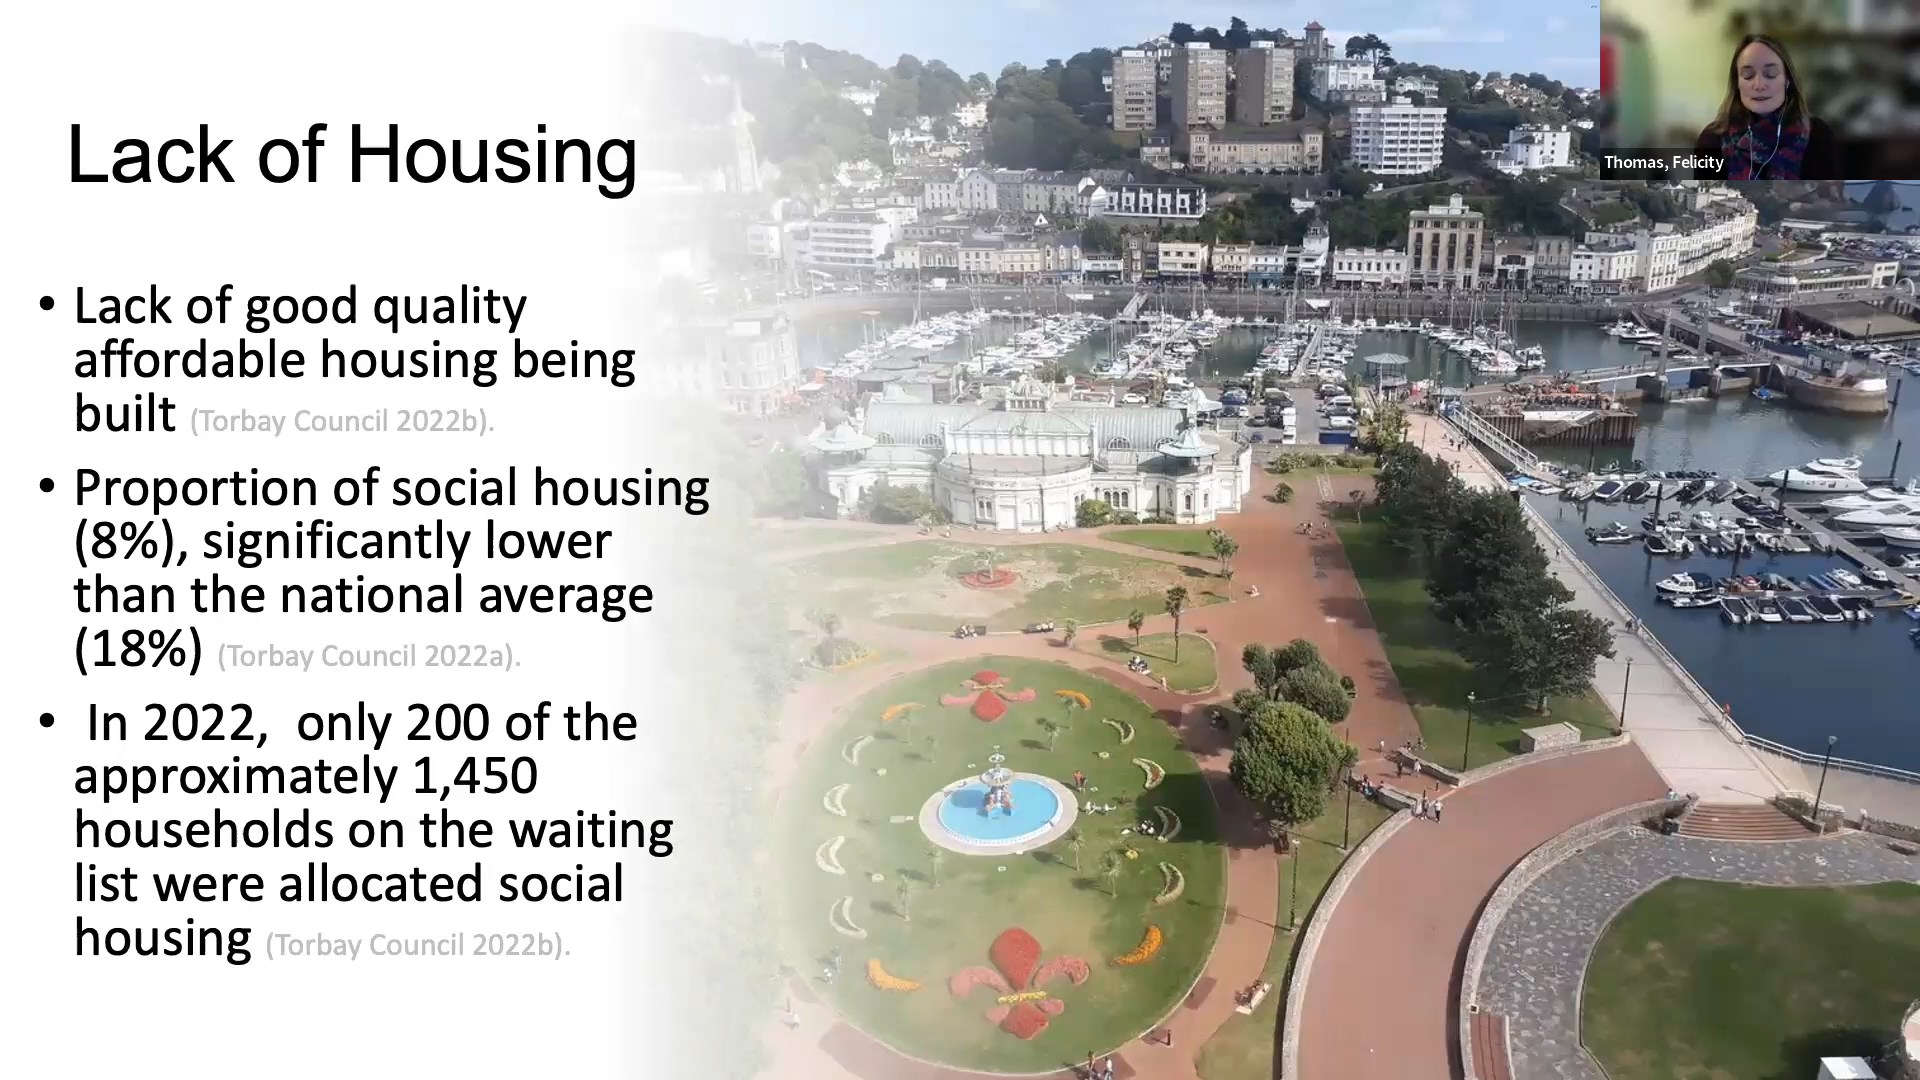 Lack of Housing
• Lack of good quality
affordable housing being
built (Torbay Council 2022b).
• Proportion of social housing
(8%), significantly lower
than the national average
(18%) (Torbay Council 2022a).
• In 2022,  only 200 of the
approximately 1,450
households on the waiting
list were allocated social
housing (Torbay Council 2022b).
Thomas, Felicity